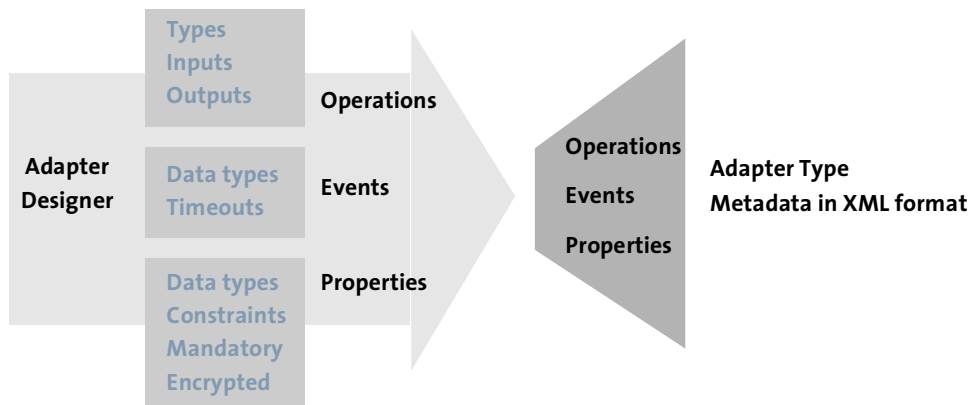 Adapter
Designer
Types
Inputs
Outputs
Operations
Data types
Timeouts
Events
Data types
Constraints
Mandatory
Encrypted
Properties
Operations
Events
Properties
Adapter Type
Metadata in XML format